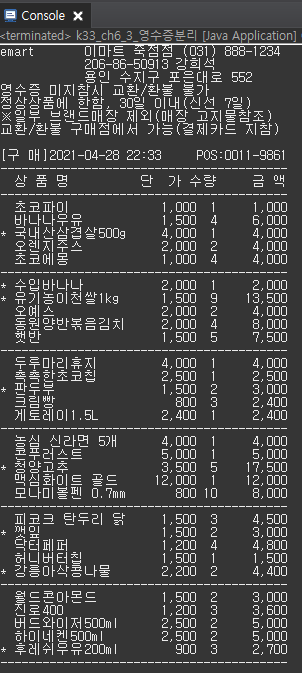 Console
<terminated> k33_ch6_3_영수증분리 [Java Application]
emart 이마트 죽점점 (031) 888-1234
206-86-50913 강희석
용인 수지구 포은대로 552
영수증 미지참시 교환/환불 불가
정상상품에 한함, 30일 이내(신선 7일)
※일부 브랜드매장 제외(매장 고지물참조)
교환/환불 구매점에서 가능(결제카드 지참)
[구 매]2021-04-28 22:33 POS:0011-9861
상 품 명 단 가 수량 금 액
초코파이 1,000 1 1,000
바나나우유 1,500 4 6,000
* 국내산삼겹살500g 4,000 1 4,000
오렌지주스 2,000 2 4,000
초코에몽 1,000 4 4,000
* 수입바나나 2,000 1 2,000
* 유기농이천쌀1kg 1,500 9 13,500
오예스 2,000 2 4,000
동원양반볶음김치 2,000 4 8,000
햇반 1,500 5 7,500
두루마리휴지 4,000 1 4,000
촉촉함초코칩 2,500 1 2,500
* 파두부 1,500 2 3,000
크림빵 800 3 2,400
게토레이1.5L 2,400 1 2,400
농심 신라면 5개 4,000 1 4,000
콘푸러스트 5,000 1 5,000
* 청양고추 3,500 5 17,500
맥심화이트 골드 12,000 1 12,000
모나미볼펜 0.7mm 800 10 8,000
피코크 탄두리 닭 1,500 3 4,500
* 깻잎 1,500 2 3,000
닥터페퍼 1,200 4 4,800
허니버터칩 1,500 1 1,500
* 강릉아삭콩나물 2,200 2 4,400
월드콘아몬드 1,500 2 3,000
진로400 1,200 3 3,600
버드와이저500ml 2,500 2 5,000
하이네켄500ml 2,500 2 5,000
* 후레쉬우유200ml 900 3 2,700